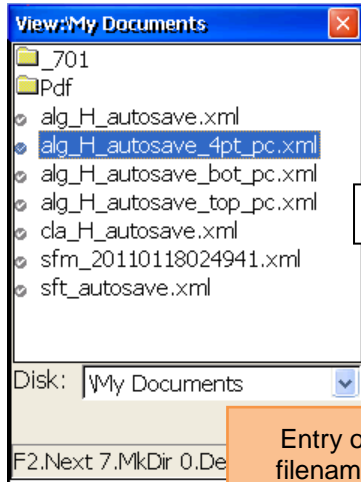 View:\My Documents
_701
Pdf
alg_H_autosave.xml
alg_H_autosave_4pt_pc.xml
alg_H_autosave_bot_pc.xml
alg_H_autosave_top_pc.xml
cla_H_autosave.xml
sfm_20110118024941.xml
sft_autosave.xml
Disk: \My Documents
Entry o
F2.Next 7.MkDir 0.De
filenam